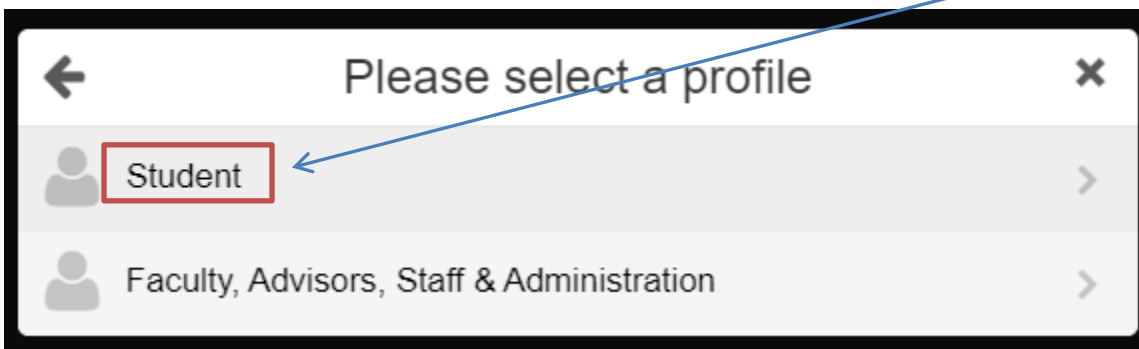 Please select a profile
Student
Faculty, Advisors, Staff & Administration